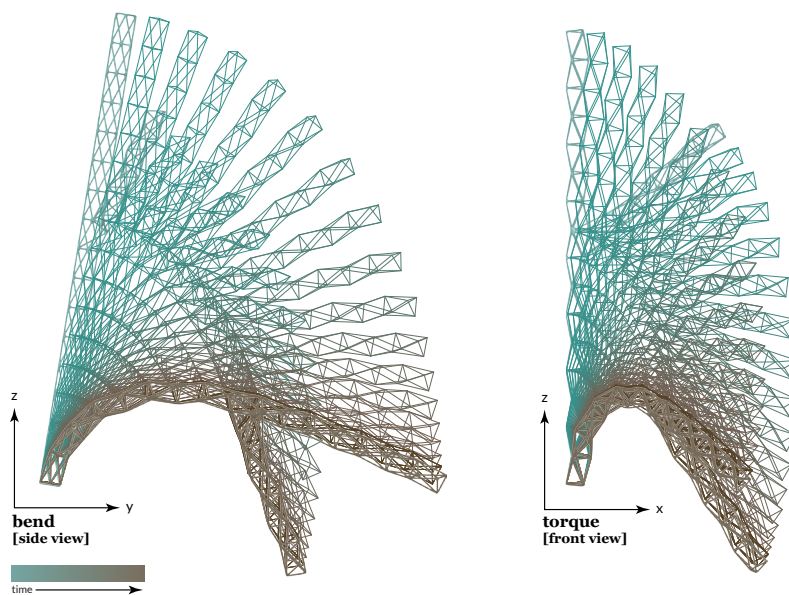 z
y
bend
[side view]
time
z
x
torque
[front view]